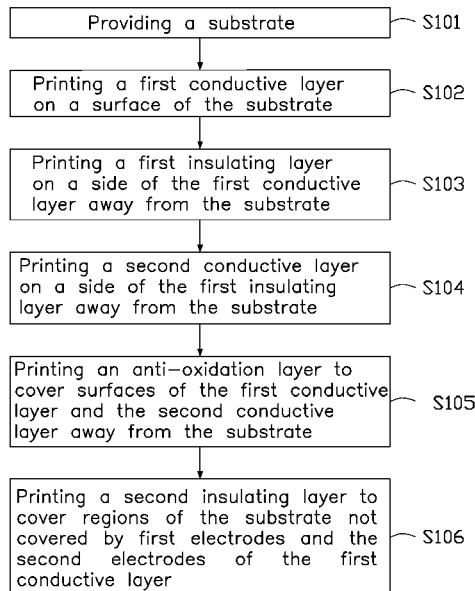 Providing a substrate
S101
Printing a first conductive layer
on a surface of the substrate
S102
Printing a first insulating layer
on a side of the first conductive
layer away from the substrate
S103
Printing a second conductive layer
on a side of the first insulating
layer away from the substrate
S104
Printing an anti-oxidation layer to
cover surfaces of the first conductive
layer and the second conductive
layer away from the substrate
S105
Printing a second insulating layer to
cover regions of the substrate not
covered by first electrodes and the
second electrodes of the first
conductive layer
S106